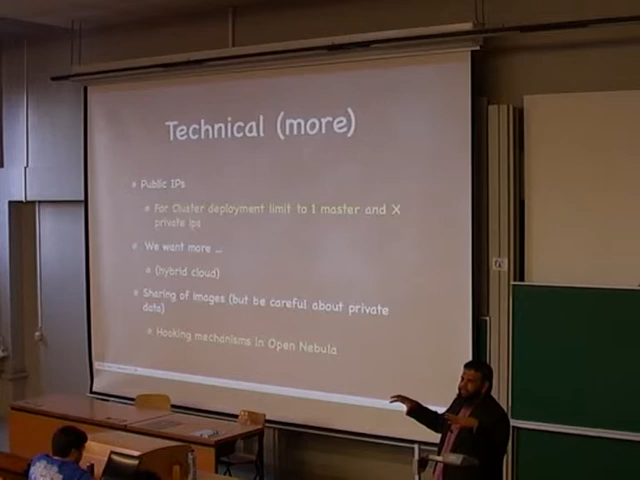 Technical (more)
Public IPs
For Cluster deployment limit to 1 master and X
private ips
We want more ...
(hybrid cloud)
Sharing of images (but be careful about private
data)
Hooking mechanisms in Open Nebula